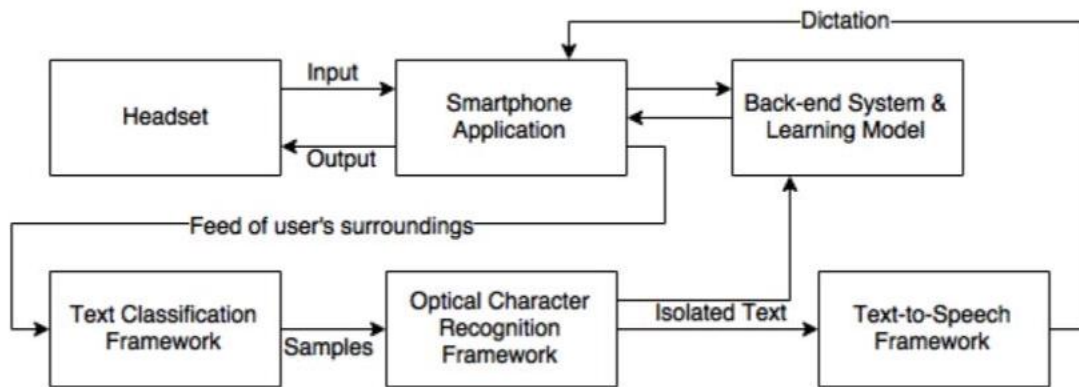 Dictation
Input
Headset
Smartphone
Application
Back-end System &
Learning Model
Output
Feed of user's surroundings
Text Classification
Framework
Samples
Optical Character
Recognition
Framework
Isolated Text
Text-to-Speech
Framework